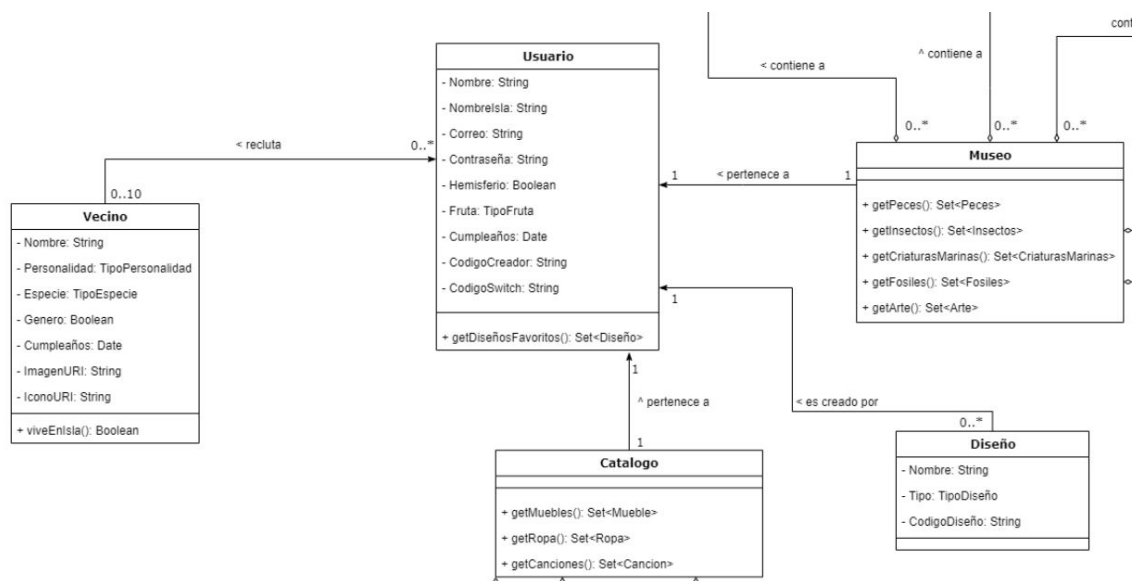 < contiene a
^ contiene a
cont
0..*
0..*
0..*
Usuario
- Nombre: String
- NombreIsla: String
- Correo: String
- Contraseña: String
- Hemisferio: Boolean
- Fruta: TipoFruta
- Cumpleaños: Date
- CodigoCreador: String
- CodigoSwitch: String
+ getDiseñosFavoritos(): Set<Diseño>
< recluta
0..*
0..10
Vecino
- Nombre: String
- Personalidad: TipoPersonalidad
- Especie: TipoEspecie
- Genero: Boolean
- Cumpleaños: Date
- ImagenURI: String
- IconoURI: String
+ viveEnIsla(): Boolean
1
< pertenece a
1
Museo
+ getPeces(): Set<Peces>
+ getInsectos(): Set<Insectos>
+ getCriaturasMarinas(): Set<CriaturasMarinas>
+ getFosiles(): Set<Fosiles>
+ getArte(): Set<Arte>
1
< es creado por
0..*
1
^ pertenece a
1
Catalogo
+ getMuebles(): Set<Mueble>
+ getRopa(): Set<Ropa>
+ getCanciones(): Set<Cancion>
Diseño
- Nombre: String
- Tipo: TipoDiseño
- CodigoDiseño: String